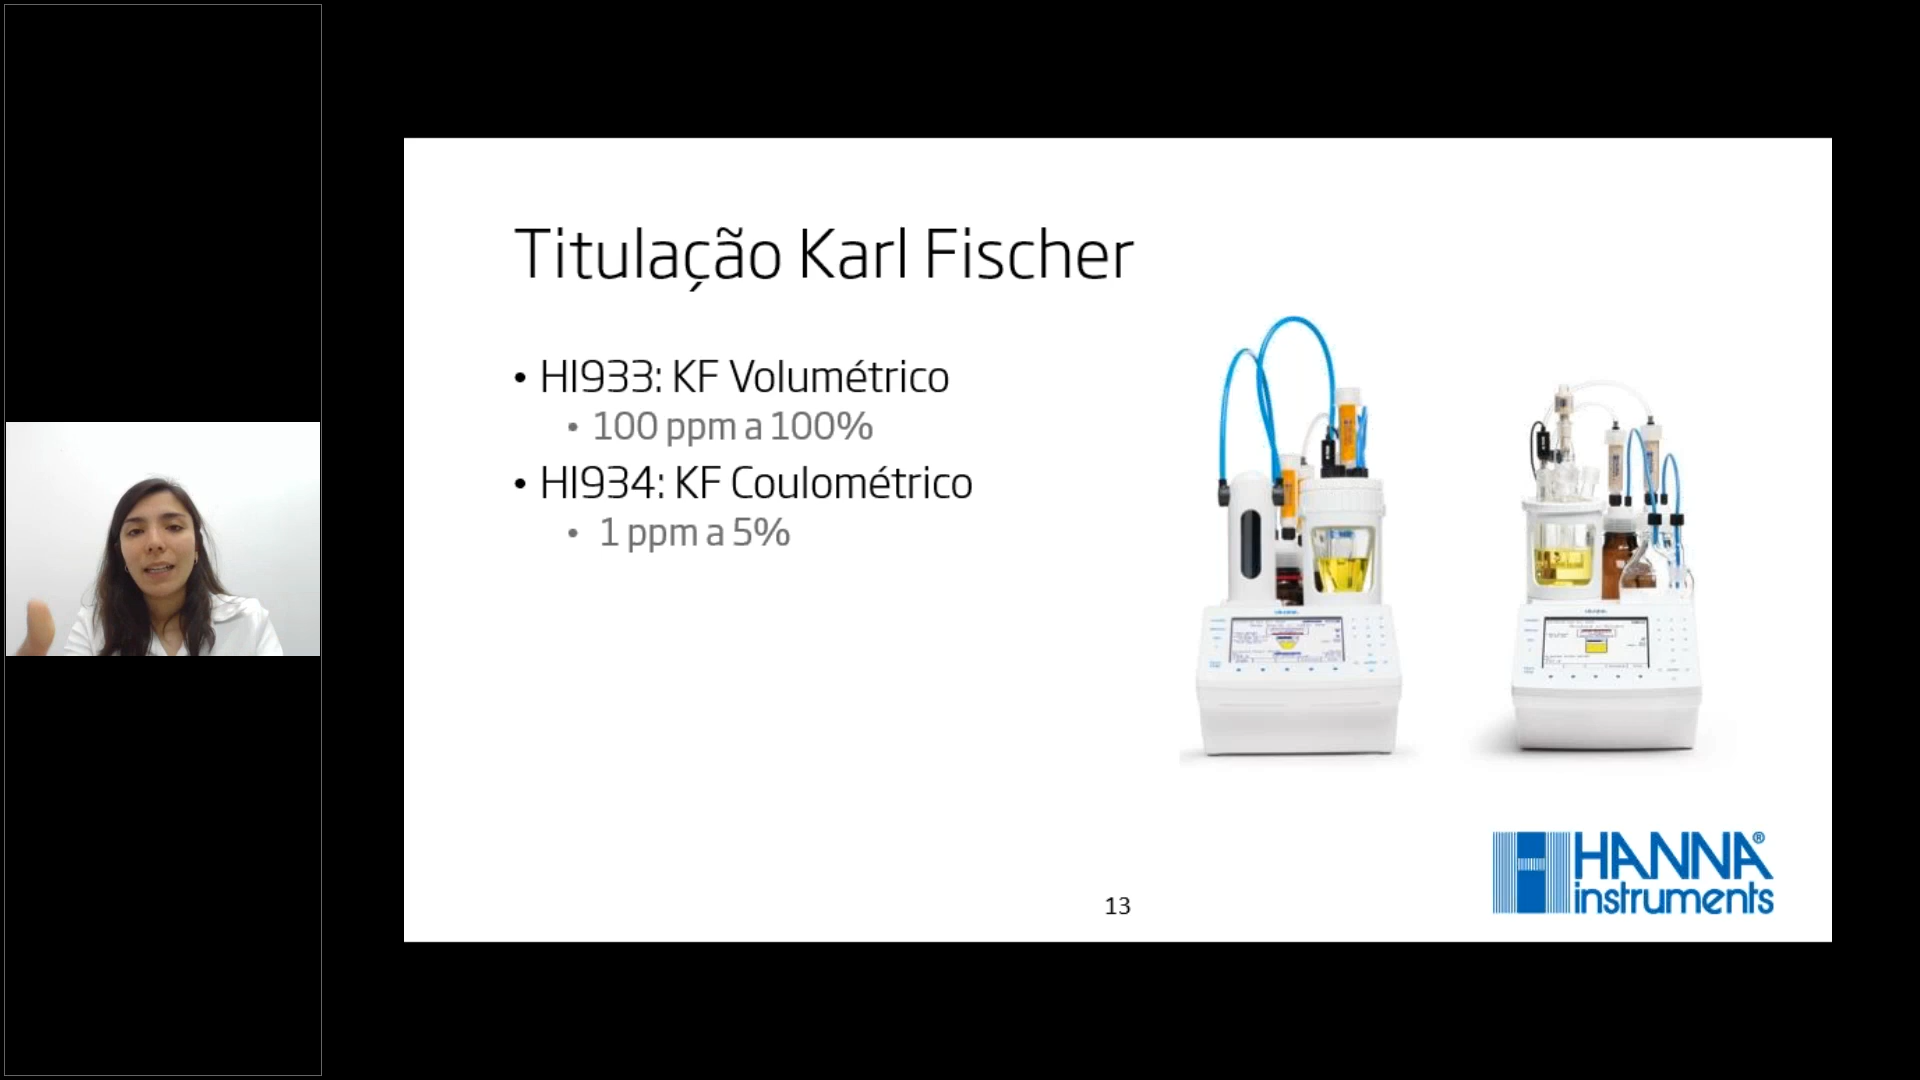 Titulação Karl Fischer
• HI933: KF Volumétrico
• 100 ppm a 100%
• HI934: KF Coulométrico
• 1 ppm a 5%
HANNA®
instruments
13